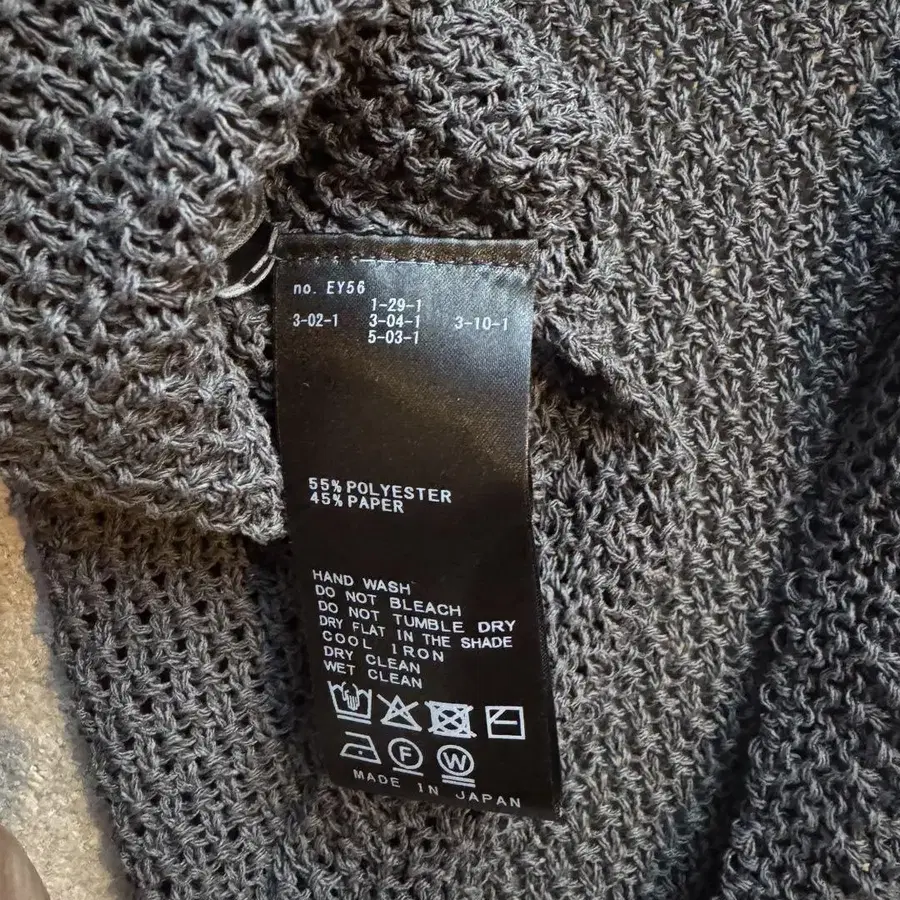 no. EY56
1-29-1
3-02-1 3-04-1 3-10-1
5-03-1
55% POLYESTER
45% PAPER
HAND WASH
DO NOT BLEACH
DO NOT TUMBLE DRY
DRY FLAT IN THE SHADE
COOL IRON
DRY CLEAN
WET CLEAN
F W
MADE IN JAPAN